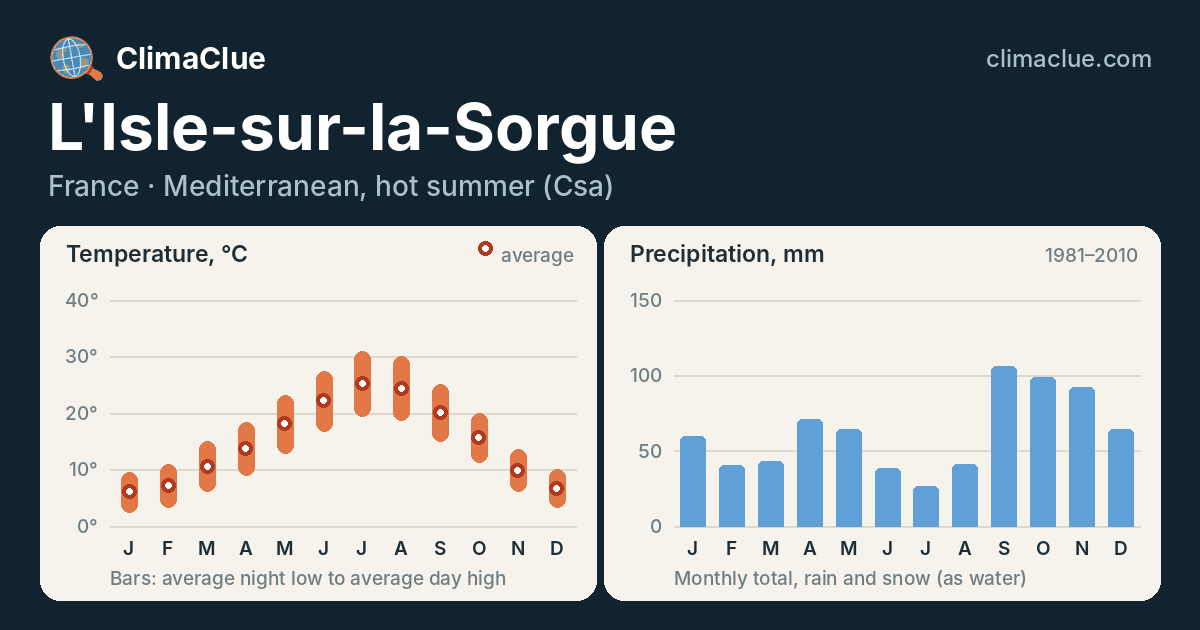 ClimaClue
climaclue.com
L'Isle-sur-la-Sorgue
France · Mediterranean, hot summer (Csa)
Temperature, °C
average
40°
30°
20°
10°
0°
J F M A M J J A S O N D
Bars: average night low to average day high
Precipitation, mm
1981–2010
150
100
50
0
J F M A M J J A S O N D
Monthly total, rain and snow (as water)